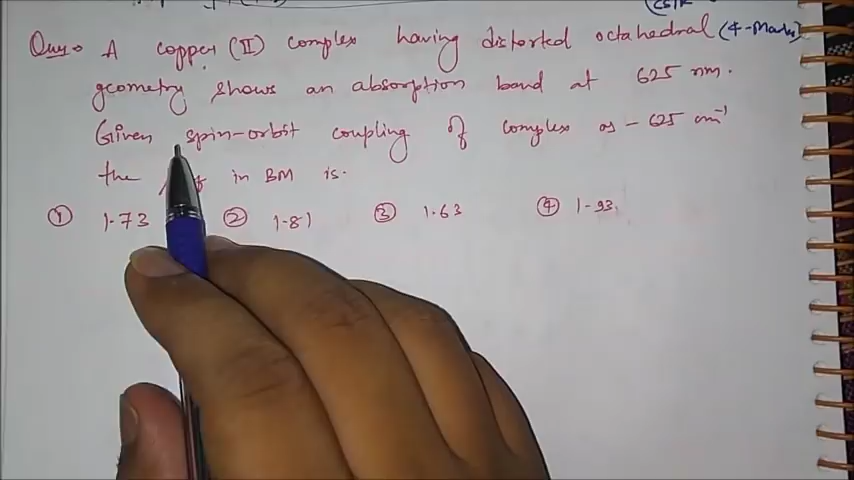 (CSIR
Ques A copper (II) complex having distorted octahedral (4-Marks)
geometry shows an absorption band at 625 nm.
Given spin-orbit coupling of complex as - 625 cm⁻¹
the in BM is.
① 1.73 ② 1.81 ③ 1.63 ④ 1.93